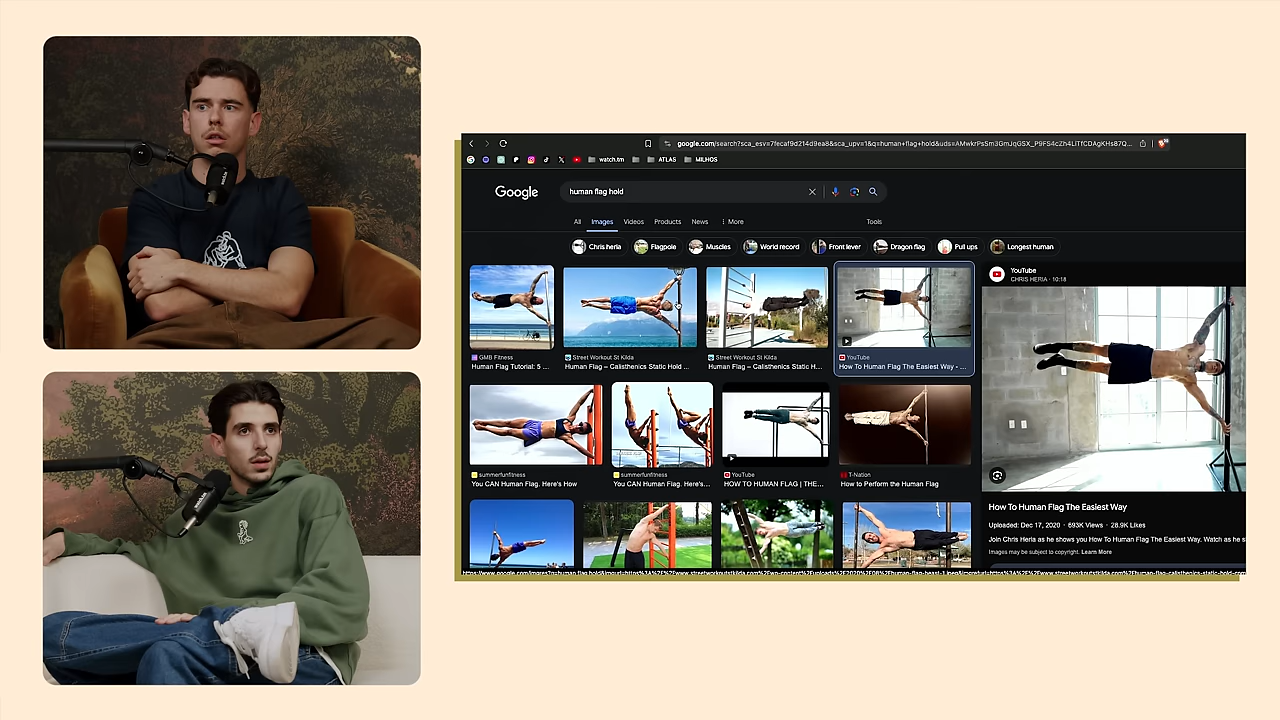 google.com/search?sca_esv=7fecaf9d214d9ea8&sca_upv=1&q=human+flag+hold&uds=AMwkrPsSm3GmJqGSX_P9FS4cZh4LITfCDAgKHs87Q...
watch.tm
ATLAS
MILHOS
Google
human flag hold
All Images Videos Products News More Tools
Chris heria Flagpole Muscles World record Front lever Dragon flag Pull ups Longest human
GMB Fitness
Human Flag Tutorial: 5 ...
Street Workout St Kilda
Human Flag – Calisthenics Static Hold ...
Street Workout St Kilda
Human Flag – Calisthenics Static H...
YouTube
How To Human Flag The Easiest Way - ...
summerfunfitness
You CAN Human Flag. Here's How
summerfunfitness
You CAN Human Flag. Here's...
YouTube
HOW TO HUMAN FLAG | THE...
T-Nation
How to Perform the Human Flag
YouTube
CHRIS HERIA · 10:18
How To Human Flag The Easiest Way
Uploaded: Dec 17, 2020 · 693K Views · 28.9K Likes
Join Chris Heria as he shows you How To Human Flag The Easiest Way. Watch as he s
Images may be subject to copyright. Learn More